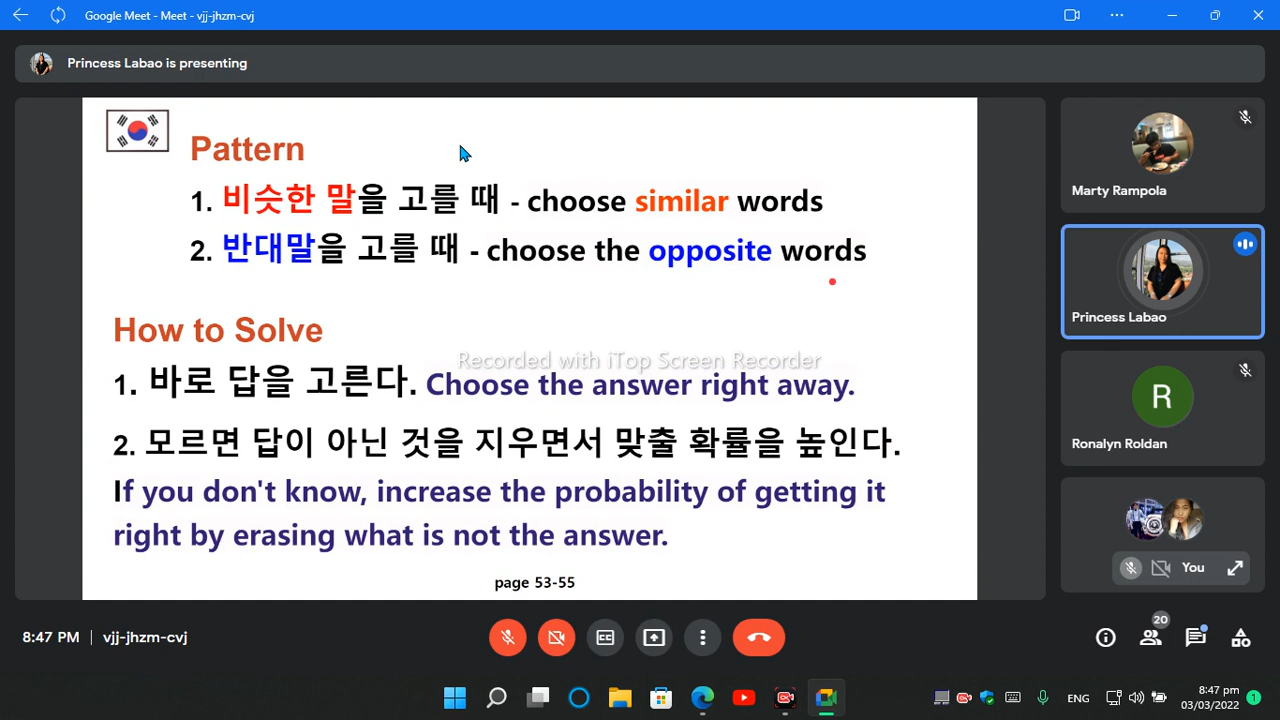 Google Meet - Meet - vjj-jhzm-cvj
Princess Labao is presenting
Pattern
1. 비슷한 말을 고를 때 - choose similar words
2. 반대말을 고를 때 - choose the opposite words
How to Solve
Recorded with iTop Screen Recorder
1. 바로 답을 고른다. Choose the answer right away.
2. 모르면 답이 아닌 것을 지우면서 맞출 확률을 높인다.
If you don't know, increase the probability of getting it
right by erasing what is not the answer.
page 53-55
Marty Rampola
Princess Labao
R
Ronalyn Roldan
You
8:47 PM
vjj-jhzm-cvj
CC
20
ENG
8:47 pm
03/03/2022
1